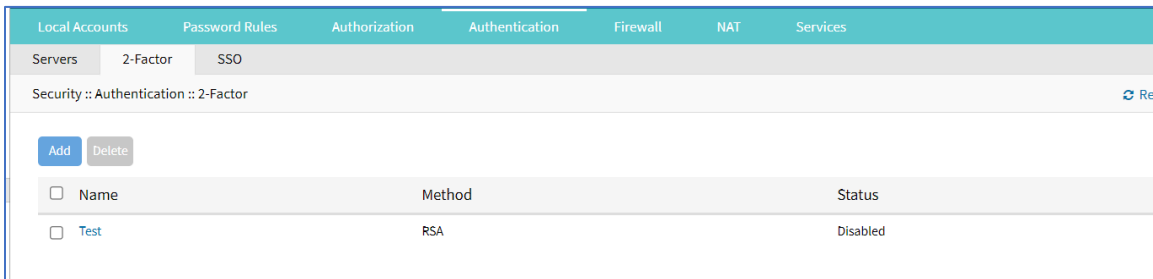 Local Accounts Password Rules Authorization Authentication Firewall NAT Services
Servers 2-Factor SSO
Security :: Authentication :: 2-Factor Re
Add Delete
Name Method Status
Test RSA Disabled